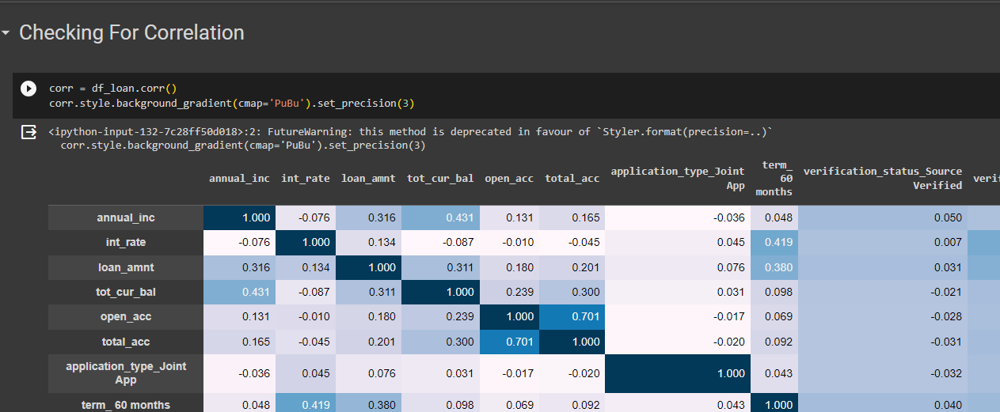 Checking For Correlation
corr = df_loan.corr()
corr.style.background_gradient(cmap='PuBu').set_precision(3)
<ipython-input-132-7c28ff50d018>:2: FutureWarning: this method is deprecated in favour of `Styler.format(precision=..)`
corr.style.background_gradient(cmap='PuBu').set_precision(3)
annual_inc int_rate loan_amnt tot_cur_bal open_acc total_acc application_type_Joint App term_ 60 months verification_status_Source Verified verif
annual_inc 1.000 -0.076 0.316 0.431 0.131 0.165 -0.036 0.048 0.050
int_rate -0.076 1.000 0.134 -0.087 -0.010 -0.045 0.045 0.419 0.007
loan_amnt 0.316 0.134 1.000 0.311 0.180 0.201 0.076 0.380 0.031
tot_cur_bal 0.431 -0.087 0.311 1.000 0.239 0.300 0.031 0.098 -0.021
open_acc 0.131 -0.010 0.180 0.239 1.000 0.701 -0.017 0.069 -0.028
total_acc 0.165 -0.045 0.201 0.300 0.701 1.000 -0.020 0.092 -0.031
application_type_Joint App -0.036 0.045 0.076 0.031 -0.017 -0.020 1.000 0.043 -0.032
term_ 60 months 0.048 0.419 0.380 0.098 0.069 0.092 0.043 1.000 0.040